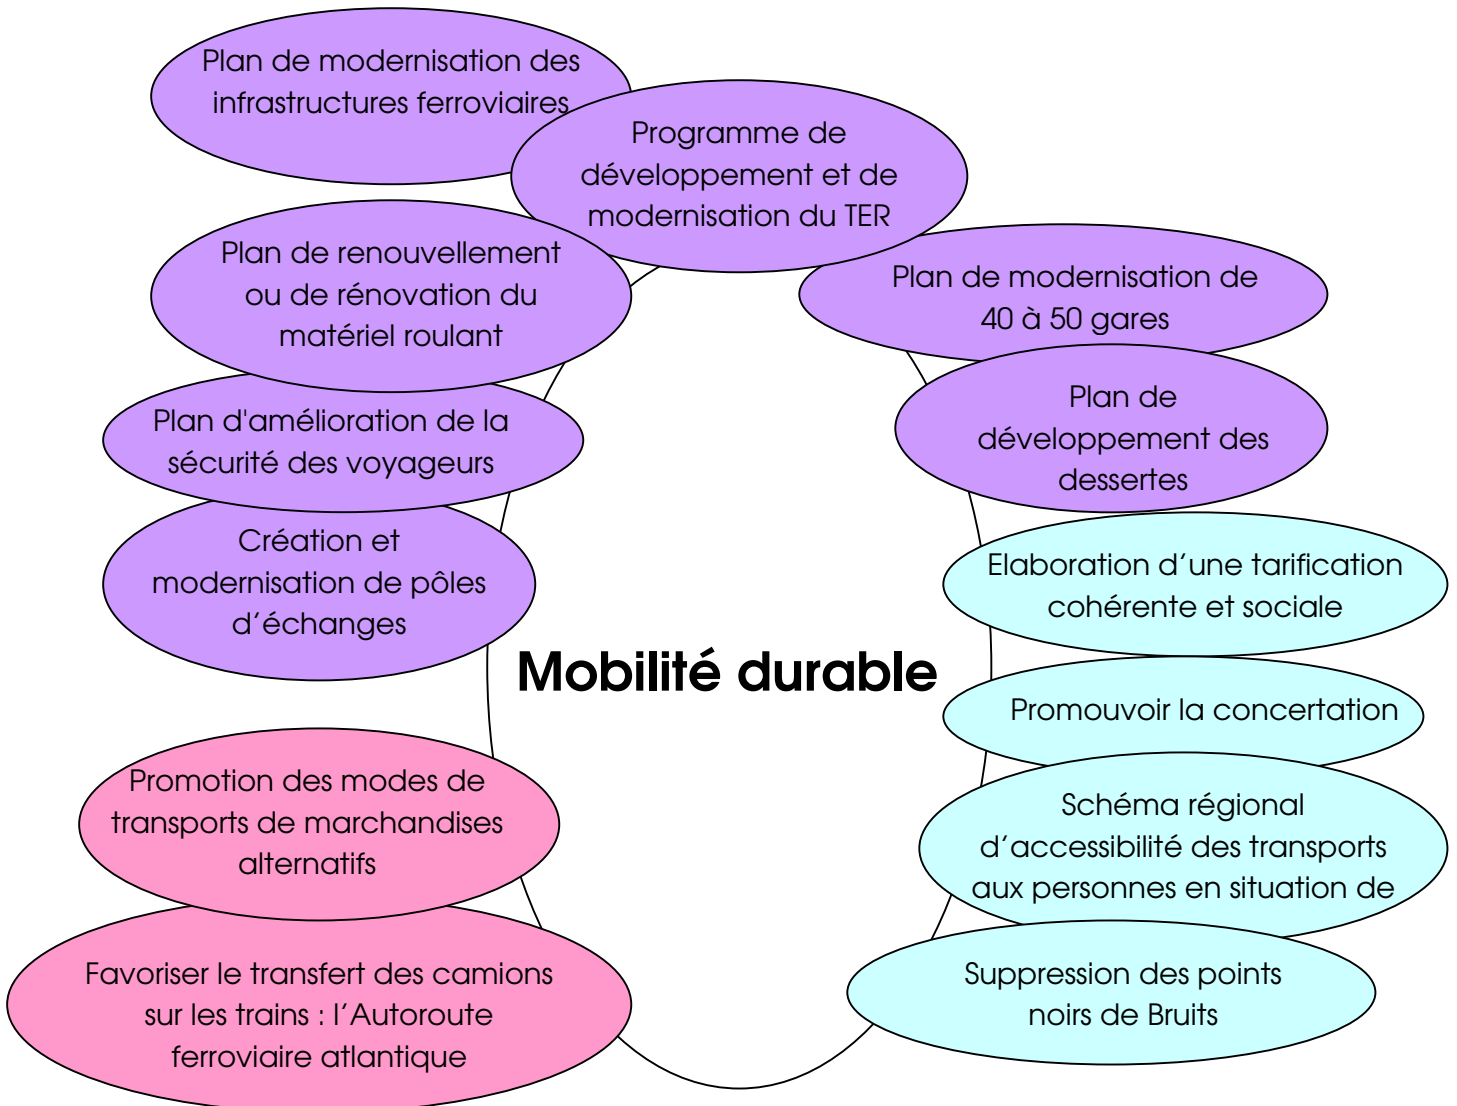 Plan de modernisation des
infrastructures ferroviaires
Programme de
développement et de
modernisation du TER
Plan de renouvellement
ou de rénovation du
matériel roulant
Plan de modernisation de
40 à 50 gares
Plan d'amélioration de la
sécurité des voyageurs
Plan de
développement des
dessertes
Création et
modernisation de pôles
d’échanges
Elaboration d’une tarification
cohérente et sociale
Mobilité durable
Promouvoir la concertation
Promotion des modes de
transports de marchandises
alternatifs
Schéma régional
d’accessibilité des transports
aux personnes en situation de
Favoriser le transfert des camions
sur les trains : l’Autoroute
ferroviaire atlantique
Suppression des points
noirs de Bruits